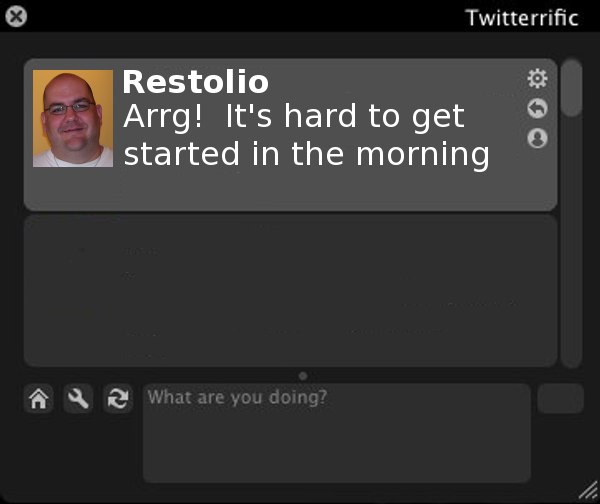 Twitterrific
Restolio
Arrg!  It's hard to get
started in the morning
What are you doing?